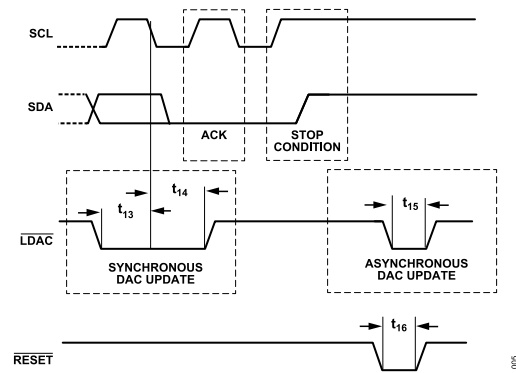 SCL
SDA
ACK
STOP
CONDITION
t14
t13
t15
LDAC
SYNCHRONOUS
DAC UPDATE
ASYNCHRONOUS
DAC UPDATE
t16
RESET